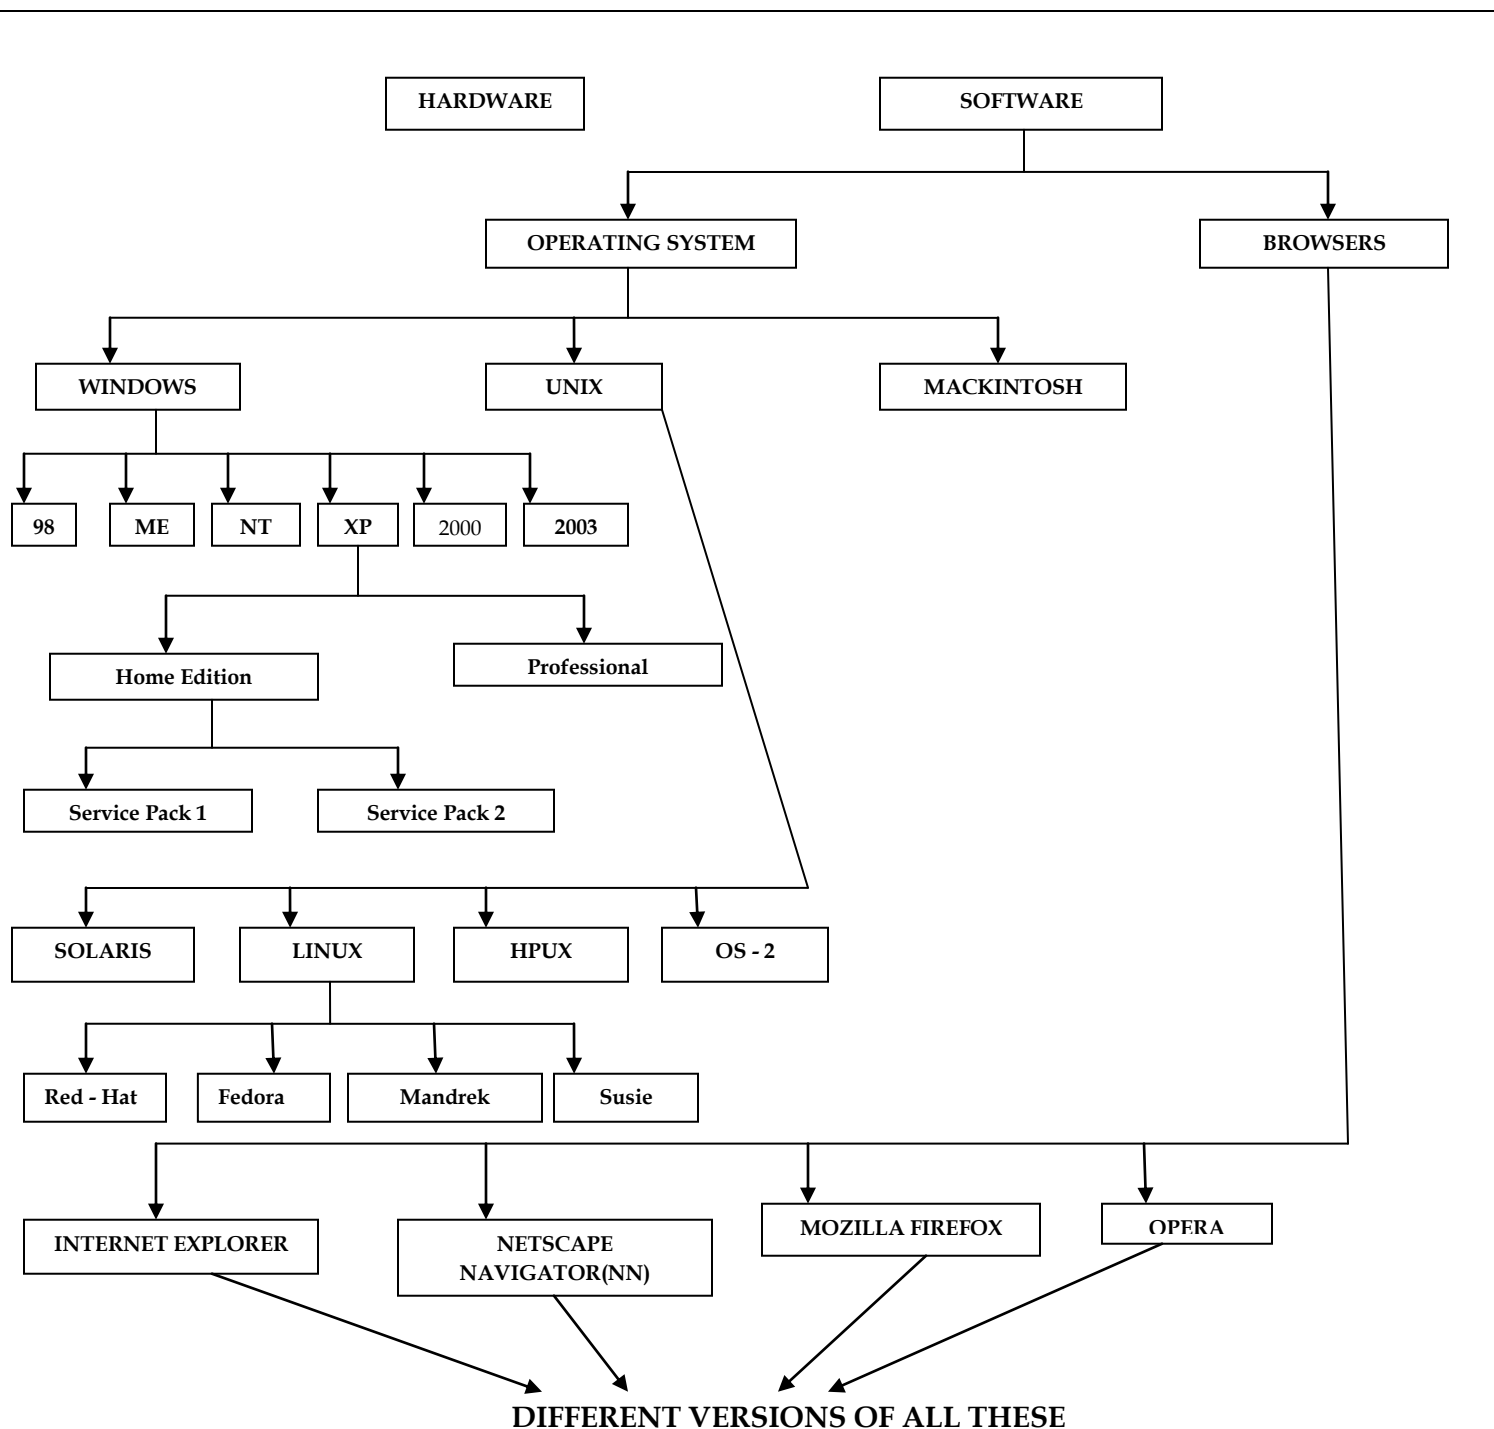 HARDWARE
SOFTWARE
OPERATING SYSTEM
BROWSERS
WINDOWS
UNIX
MACKINTOSH
98
ME
NT
XP
2000
2003
Home Edition
Professional
Service Pack 1
Service Pack 2
SOLARIS
LINUX
HPUX
OS - 2
Red - Hat
Fedora
Mandrek
Susie
INTERNET EXPLORER
NETSCAPE
NAVIGATOR(NN)
MOZILLA FIREFOX
OPERA
DIFFERENT VERSIONS OF ALL THESE